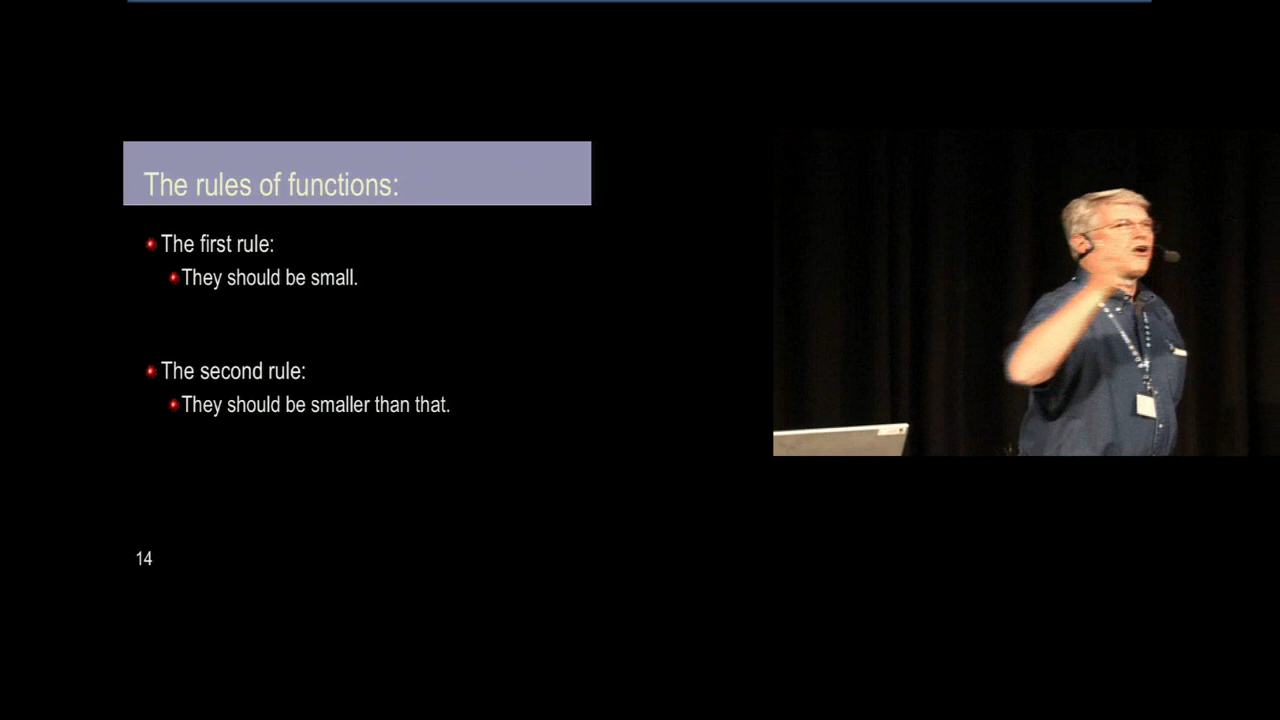 The rules of functions:
The first rule:
They should be small.
The second rule:
They should be smaller than that.
14